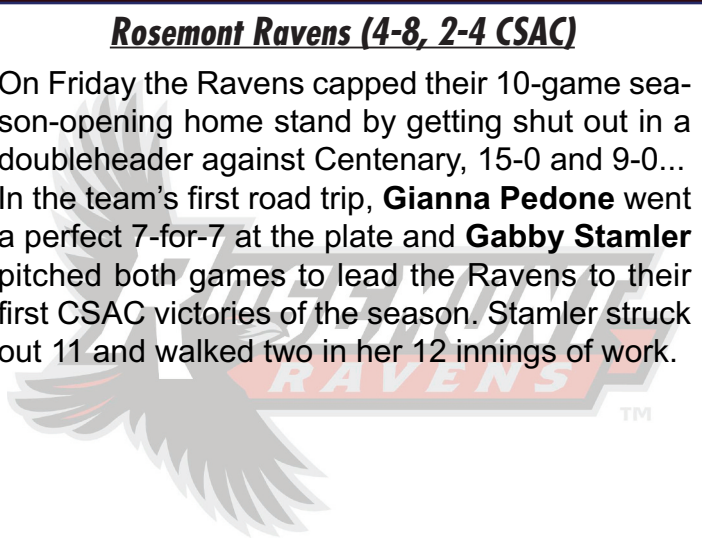 Rosemont Ravens (4-8, 2-4 CSAC)
On Friday the Ravens capped their 10-game sea-
son-opening home stand by getting shut out in a
doubleheader against Centenary, 15-0 and 9-0...
In the team’s first road trip, Gianna Pedone went
a perfect 7-for-7 at the plate and Gabby Stamler
pitched both games to lead the Ravens to their
first CSAC victories of the season. Stamler struck
out 11 and walked two in her 12 innings of work.
ROSEMONT
RAVENS
TM